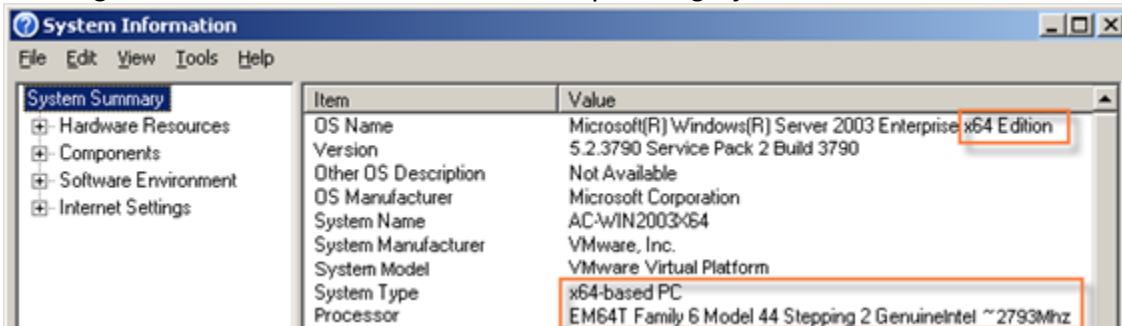 System Information
File Edit View Tools Help
System Summary
Hardware Resources
Components
Software Environment
Internet Settings
Item Value
OS Name Microsoft(R) Windows(R) Server 2003 Enterprise x64 Edition
Version 5.2.3790 Service Pack 2 Build 3790
Other OS Description Not Available
OS Manufacturer Microsoft Corporation
System Name AC-WIN2003X64
System Manufacturer VMware, Inc.
System Model VMware Virtual Platform
System Type x64-based PC
Processor EM64T Family 6 Model 44 Stepping 2 GenuineIntel ~2793Mhz